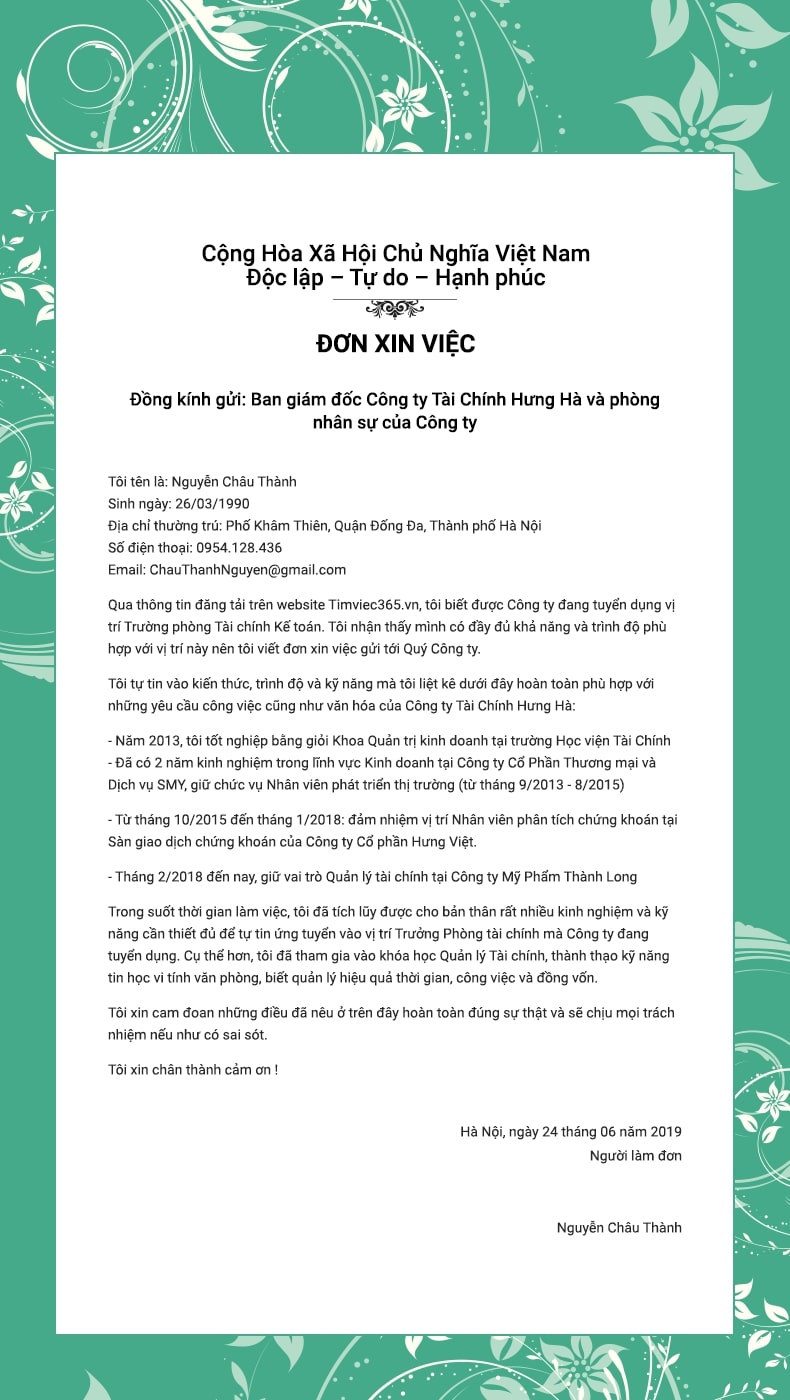 Cộng Hòa Xã Hội Chủ Nghĩa Việt Nam
Độc lập – Tự do – Hạnh phúc
ĐƠN XIN VIỆC
Đồng kính gửi: Ban giám đốc Công ty Tài Chính Hưng Hà và phòng
nhân sự của Công ty
Tôi tên là: Nguyễn Châu Thành
Sinh ngày: 26/03/1990
Địa chỉ thường trú: Phố Khâm Thiên, Quận Đống Đa, Thành phố Hà Nội
Số điện thoại: 0954.128.436
Email: ChauThanhNguyen@gmail.com
Qua thông tin đăng tải trên website Timviec365.vn, tôi biết được Công ty đang tuyển dụng vị
trí Trường phòng Tài chính Kế toán. Tôi nhận thấy mình có đầy đủ khả năng và trình độ phù
hợp với vị trí này nên tôi viết đơn xin việc gửi tới Quý Công ty.
Tôi tự tin vào kiến thức, trình độ và kỹ năng mà tôi liệt kê dưới đây hoàn toàn phù hợp với
những yêu cầu công việc cũng như văn hóa của Công ty Tài Chính Hưng Hà:
- Năm 2013, tôi tốt nghiệp bằng giỏi Khoa Quản trị kinh doanh tại trường Học viện Tài Chính
- Đã có 2 năm kinh nghiệm trong lĩnh vực Kinh doanh tại Công ty Cổ Phần Thương mại và
Dịch vụ SMY, giữ chức vụ Nhân viên phát triển thị trường (từ tháng 9/2013 - 8/2015)
- Từ tháng 10/2015 đến tháng 1/2018: đảm nhiệm vị trí Nhân viên phân tích chứng khoán tại
Sàn giao dịch chứng khoán của Công ty Cổ phần Hưng Việt.
- Tháng 2/2018 đến nay, giữ vai trò Quản lý tài chính tại Công ty Mỹ Phẩm Thành Long
Trong suốt thời gian làm việc, tôi đã tích lũy được cho bản thân rất nhiều kinh nghiệm và kỹ
năng cần thiết đủ để tự tin ứng tuyển vào vị trí Trưởng Phòng tài chính mà Công ty đang
tuyển dụng. Cụ thể hơn, tôi đã tham gia vào khóa học Quản lý Tài chính, thành thạo kỹ năng
tin học vi tính văn phòng, biết quản lý hiệu quả thời gian, công việc và đồng vốn.
Tôi xin cam đoan những điều đã nêu ở trên đây hoàn toàn đúng sự thật và sẽ chịu mọi trách
nhiệm nếu như có sai sót.
Tôi xin chân thành cảm ơn !
Hà Nội, ngày 24 tháng 06 năm 2019
Người làm đơn
Nguyễn Châu Thành